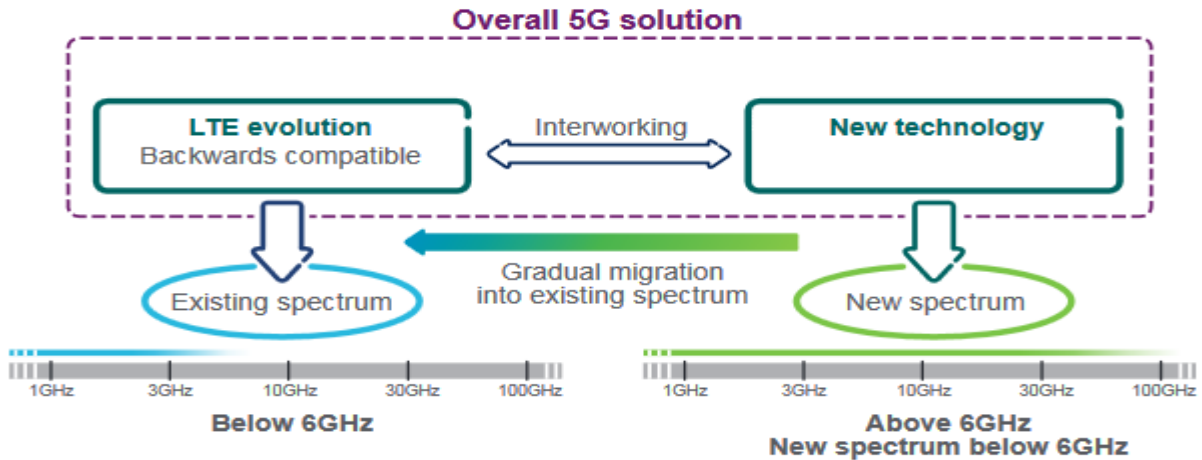 Overall 5G solution
LTE evolution
Backwards compatible
Interworking
New technology
Existing spectrum
Gradual migration
into existing spectrum
New spectrum
1GHz 3GHz 10GHz 30GHz 100GHz
Below 6GHz
1GHz 3GHz 10GHz 30GHz 100GHz
Above 6GHz
New spectrum below 6GHz